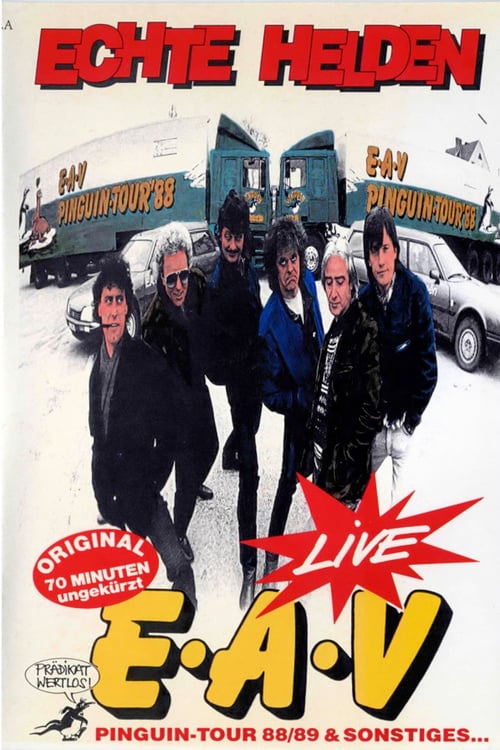 .A
ECHTE HELDEN
E·A·V
PINGUIN-TOUR'88
E·A·V
PINGUIN-TOUR'88
ORIGINAL
70 MINUTEN
ungekürzt
LIVE
E·A·V
PRÄDIKAT
WERTLOS!
PINGUIN-TOUR 88/89 & SONSTIGES...